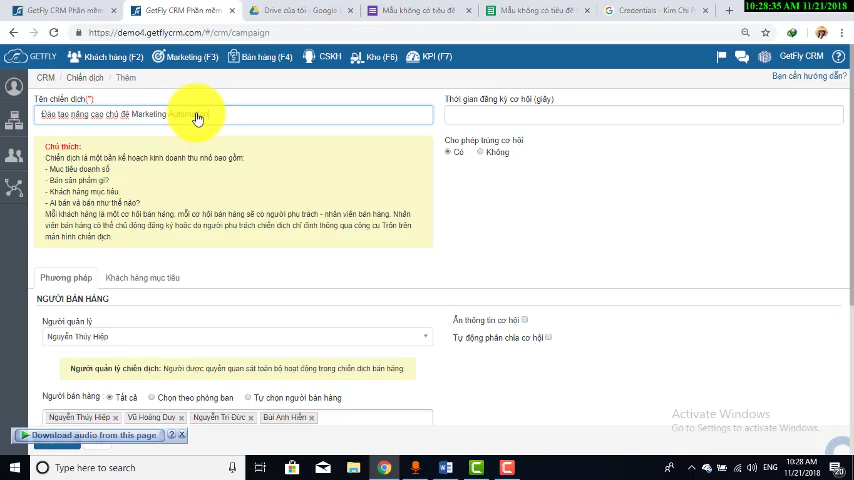 10:28:35 AM 11/21/2018
GetFly CRM Phần mềm
GetFly CRM Phần mềm
Drive của tôi - Google
Mẫu không có tiêu đề
Mẫu không có tiêu đề
Credentials - Kim Chi P
https://demo4.getflycrm.com/#/crm/campaign
GETFLY
Khách hàng (F2)
Marketing (F3)
Bán hàng (F4)
CSKH
Kho (F6)
KPI (F7)
GetFly CRM
CRM / Chiến dịch / Thêm
Bạn cần hướng dẫn?
Tên chiến dịch(*)
Đào tạo nâng cao chủ đề Marketing Automation
Thời gian đăng ký cơ hội (giây)
Chú thích:
Chiến dịch là một bản kế hoạch kinh doanh thu nhỏ bao gồm:
- Mục tiêu doanh số
- Bán sản phẩm gì?
- Khách hàng mục tiêu.
- Ai bán và bán như thế nào?
Mỗi khách hàng là một cơ hội bán hàng, mỗi cơ hội bán hàng sẽ có người phụ trách - nhân viên bán hàng. Nhân
viên bán hàng có thể chủ động đăng ký hoặc do người phụ trách chiến dịch chỉ định thông qua công cụ Trộn trên
màn hình chiến dịch.
Cho phép trùng cơ hội
Có
Không
Phương pháp
Khách hàng mục tiêu
NGƯỜI BÁN HÀNG
Người quản lý
Nguyễn Thúy Hiệp
Ẩn thông tin cơ hội
Tự động phân chia cơ hội
Người quản lý chiến dịch: Người được quyền quan sát toàn bộ hoạt động trong chiến dịch bán hàng
Người bán hàng
Tất cả
Chọn theo phòng ban
Tự chọn người bán hàng
Nguyễn Thúy Hiệp
Vũ Hoàng Duy
Nguyễn Trí Đức
Bùi Anh Hiền
Activate Windows
Go to Settings to activate Windows.
Download audio from this page
?
X
Type here to search
ENG
10:28 AM
11/21/2018
20